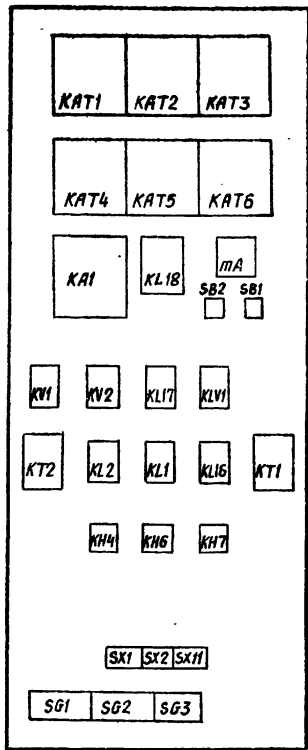 KAT1 KAT2 KAT3
KAT4 KAT5 KAT6
KA1 KL18 mA
SB2 SB1
KV1 KV2 KL17 KLV1
KT2 KL2 KL1 KL16 KT1
KH4 KH6 KH7
SX1 SX2 SX11
SG1 SG2 SG3